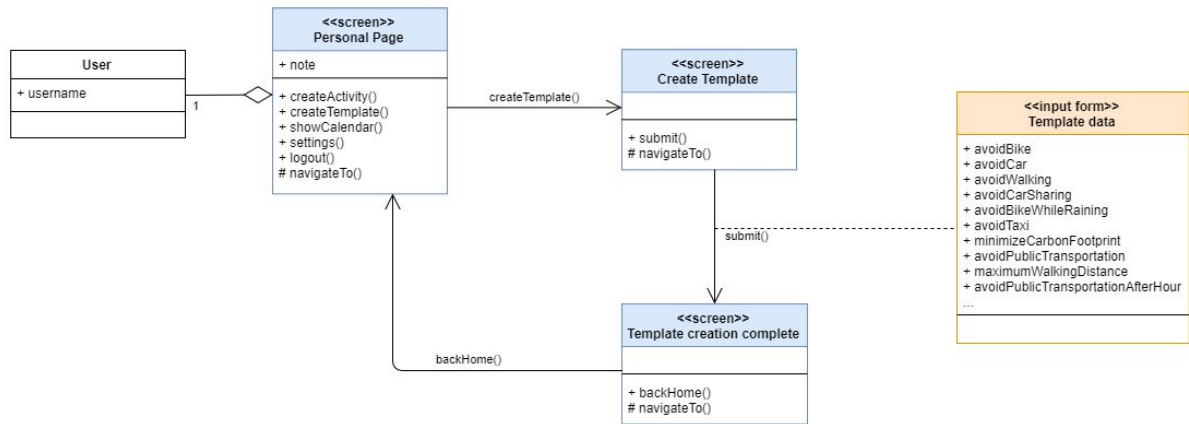 User
+ username
1
<<screen>>
Personal Page
+ note
+ createActivity()
+ createTemplate()
+ showCalendar()
+ settings()
+ logout()
# navigateTo()
createTemplate()
<<screen>>
Create Template
+ submit()
# navigateTo()
submit()
<<input form>>
Template data
+ avoidBike
+ avoidCar
+ avoidWalking
+ avoidCarSharing
+ avoidBikeWhileRaining
+ avoidTaxi
+ minimizeCarbonFootprint
+ avoidPublicTransportation
+ maximumWalkingDistance
+ avoidPublicTransportationAfterHour
...
<<screen>>
Template creation complete
+ backHome()
# navigateTo()
backHome()